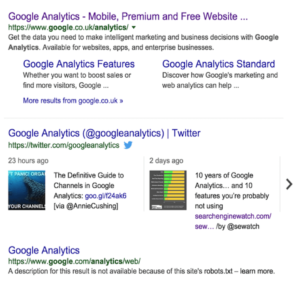 Google Analytics - Mobile, Premium and Free Website ...
https://www.google.co.uk/analytics/
Get the data you need to make intelligent marketing and business decisions with Google
Analytics. Available for websites, apps, and enterprise businesses.
Google Analytics Features
Whether you want to boost sales or
find more visitors, Google ...
Google Analytics Standard
Discover how Google's marketing and
web analytics can help ...
More results from google.co.uk »
Google Analytics (@googleanalytics) | Twitter
https://twitter.com/googleanalytics
23 hours ago
The Definitive Guide to
Channels in Google
Analytics: goo.gl/f24ak6
[via @AnnieCushing]
2 days ago
10 years of Google
Analytics… and 10
features you're probably
not using
searchenginewatch.com/
sew… /by @sewatch
Google Analytics
https://www.google.com/analytics/web/
A description for this result is not available because of this site's robots.txt – learn more.